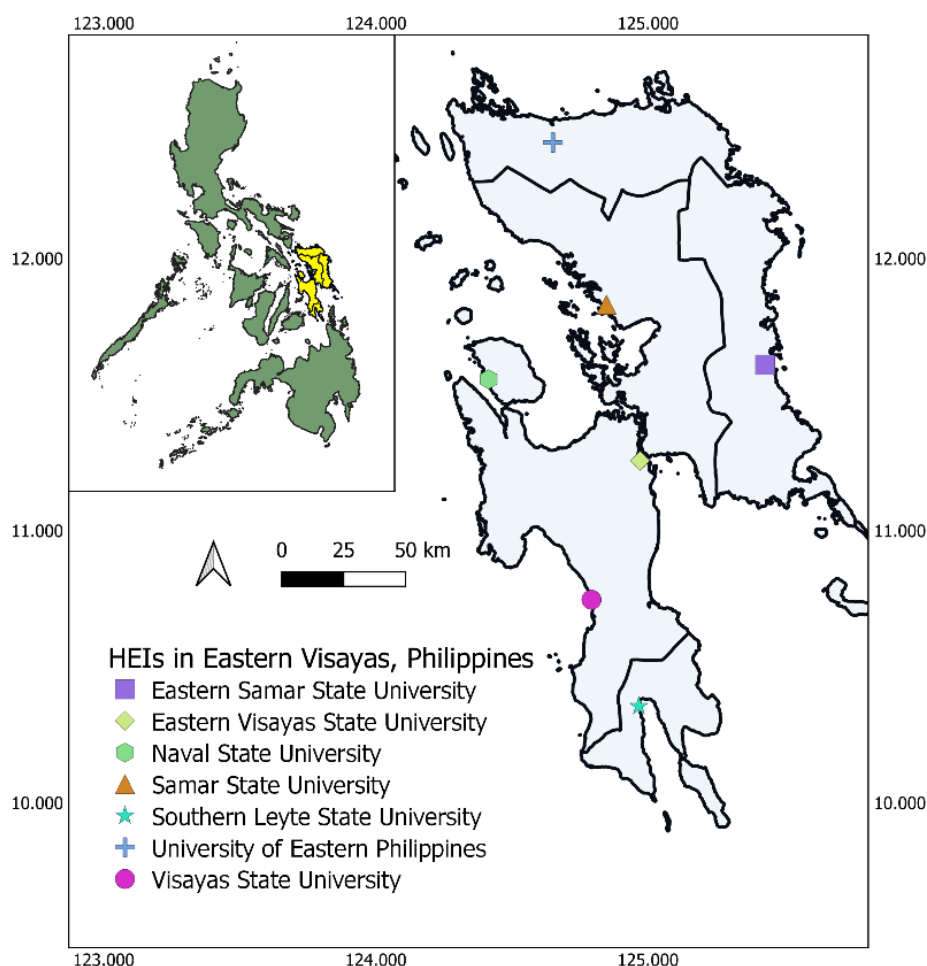 123.000 124.000 125.000
12.000 12.000
11.000 11.000
0 25 50 km
HEIs in Eastern Visayas, Philippines
Eastern Samar State University
Eastern Visayas State University
Naval State University
Samar State University
10.000 10.000
Southern Leyte State University
University of Eastern Philippines
Visayas State University
123.000 124.000 125.000